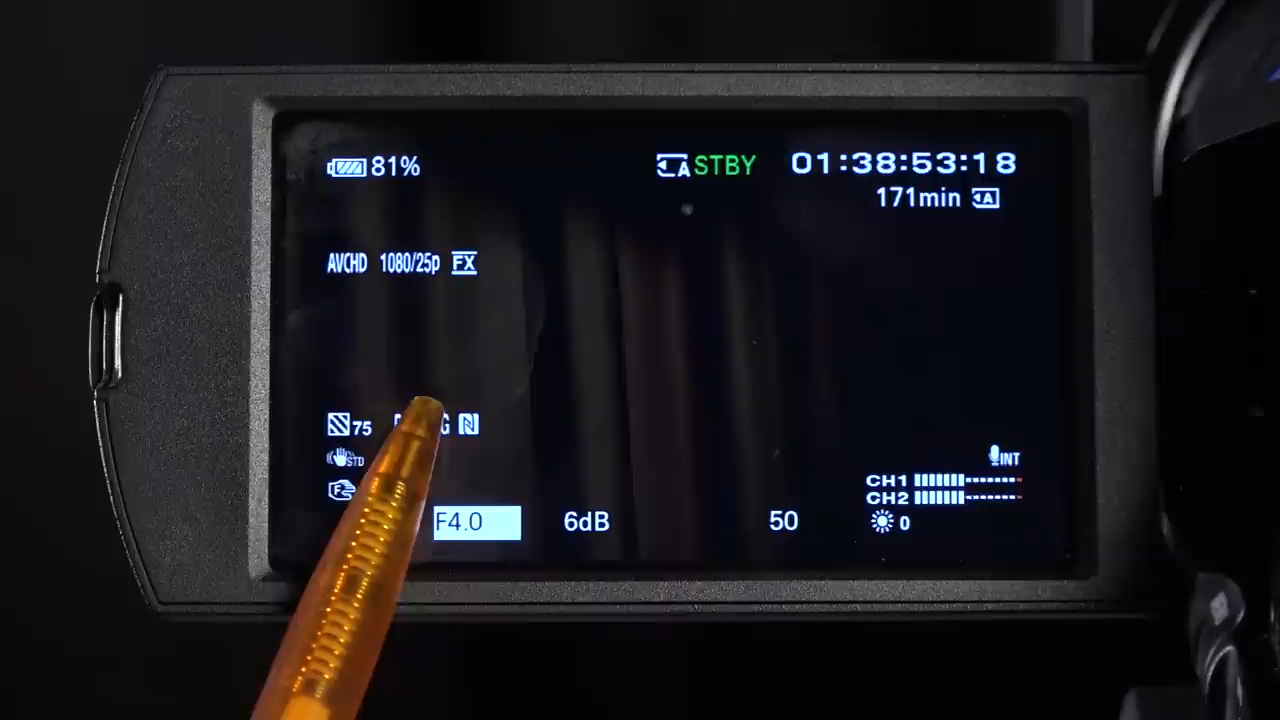 81% A STBY 01:38:53:18
171min A
AVCHD 1080/25p FX
75 N
STD INT
CH1
CH2
F
F4.0 6dB 50 0